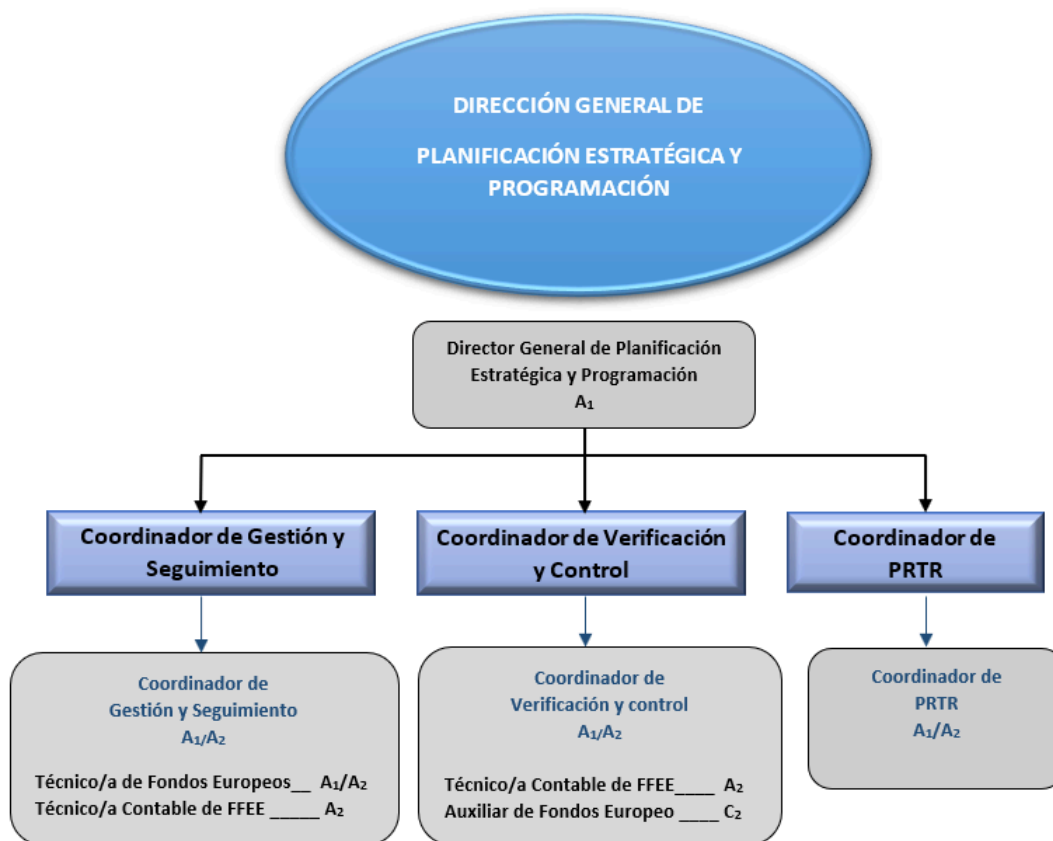 DIRECCIÓN GENERAL DE
PLANIFICACIÓN ESTRATÉGICA Y
PROGRAMACIÓN
Director General de Planificación
Estratégica y Programación
A₁
Coordinador de Gestión y
Seguimiento
Coordinador de Verificación
y Control
Coordinador de
PRTR
Coordinador de
Gestión y Seguimiento
A₁/A₂
Técnico/a de Fondos Europeos__ A₁/A₂
Técnico/a Contable de FFEE _____ A₂
Coordinador de
Verificación y control
A₁/A₂
Técnico/a Contable de FFEE____ A₂
Auxiliar de Fondos Europeo ____ C₂
Coordinador de
PRTR
A₁/A₂